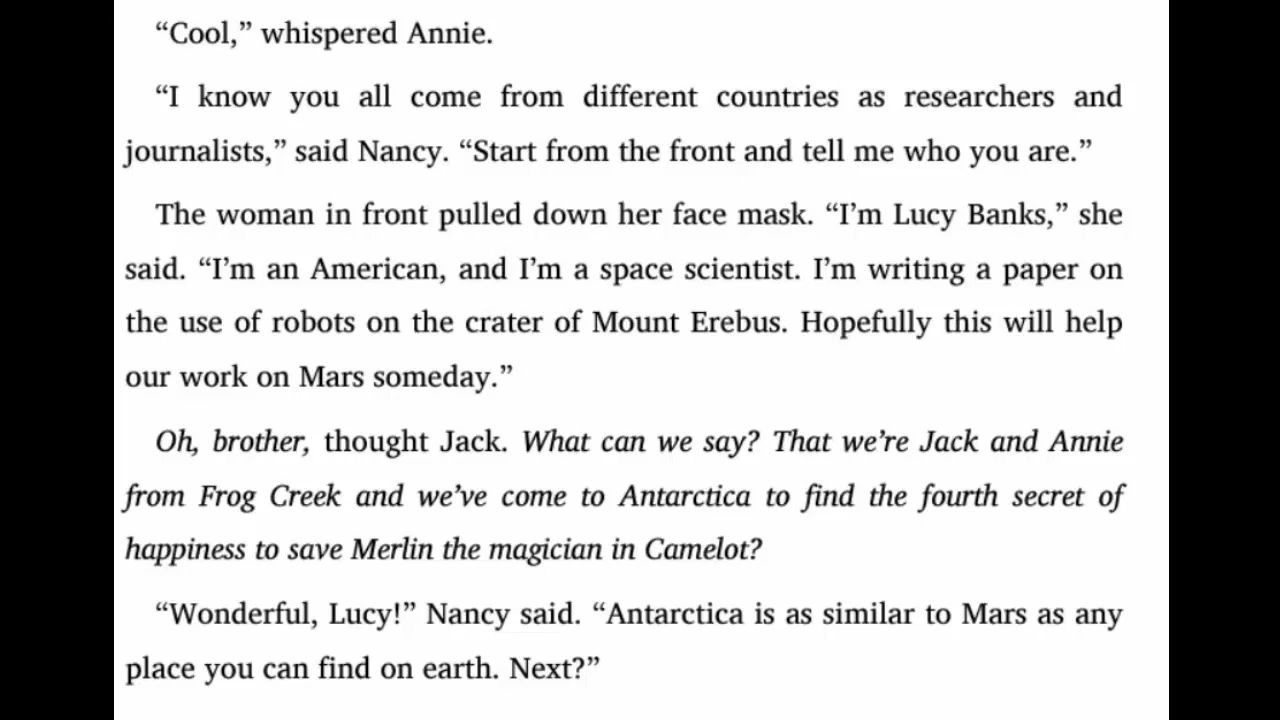 “Cool,” whispered Annie.
“I know you all come from different countries as researchers and
journalists,” said Nancy. “Start from the front and tell me who you are.”
The woman in front pulled down her face mask. “I’m Lucy Banks,” she
said. “I’m an American, and I’m a space scientist. I’m writing a paper on
the use of robots on the crater of Mount Erebus. Hopefully this will help
our work on Mars someday.”
Oh, brother, thought Jack. What can we say? That we’re Jack and Annie
from Frog Creek and we’ve come to Antarctica to find the fourth secret of
happiness to save Merlin the magician in Camelot?
“Wonderful, Lucy!” Nancy said. “Antarctica is as similar to Mars as any
place you can find on earth. Next?”